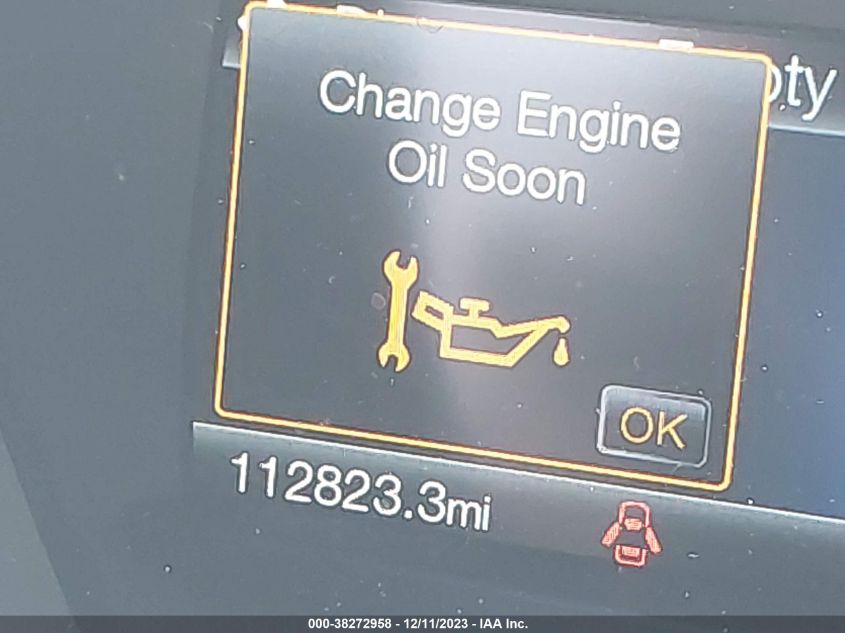 Change Engine
Oil Soon
OK
112823.3mi
000-38272958 - 12/11/2023 - IAA Inc.